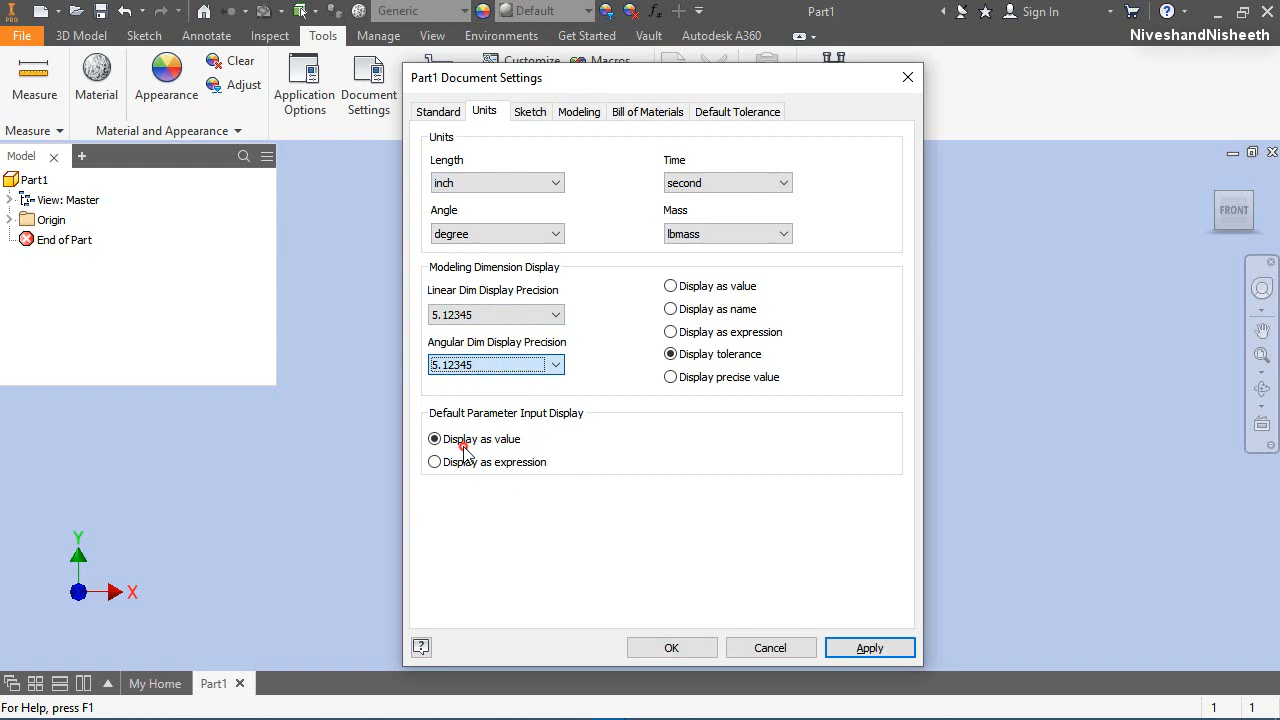 PRO
Generic
Default
fx
Part1
Sign In
NiveshandNisheeth
File
3D Model
Sketch
Annotate
Inspect
Tools
Manage
View
Environments
Get Started
Vault
Autodesk A360
Measure
Material
Appearance
Clear
Adjust
Application
Options
Document
Settings
Customize
Macros
Measure
Material and Appearance
Model
Part1
View: Master
Origin
End of Part
Part1 Document Settings
Standard
Units
Sketch
Modeling
Bill of Materials
Default Tolerance
Units
Length
Time
inch
second
Angle
Mass
degree
lbmass
Modeling Dimension Display
Linear Dim Display Precision
5.12345
Angular Dim Display Precision
5.12345
Display as value
Display as name
Display as expression
Display tolerance
Display precise value
Default Parameter Input Display
Display as value
Display as expression
OK
Cancel
Apply
FRONT
Y
X
My Home
Part1
For Help, press F1
1
1